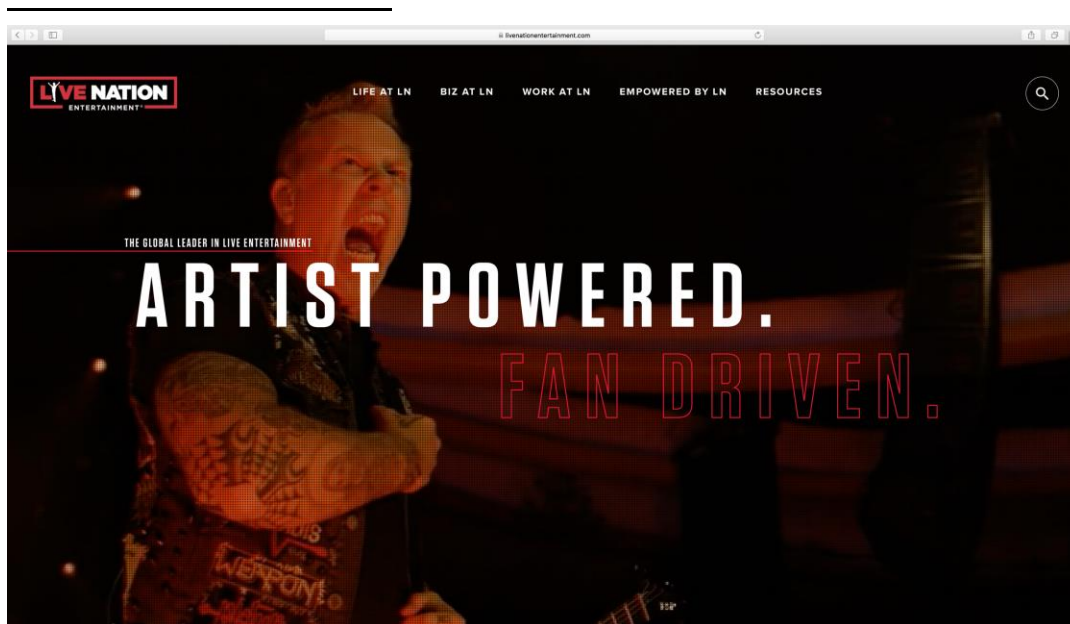 livenationentertainment.com
LIVE NATION
ENTERTAINMENT
LIFE AT LN
BIZ AT LN
WORK AT LN
EMPOWERED BY LN
RESOURCES
THE GLOBAL LEADER IN LIVE ENTERTAINMENT
ARTIST POWERED.
FAN DRIVEN.
WEAPON